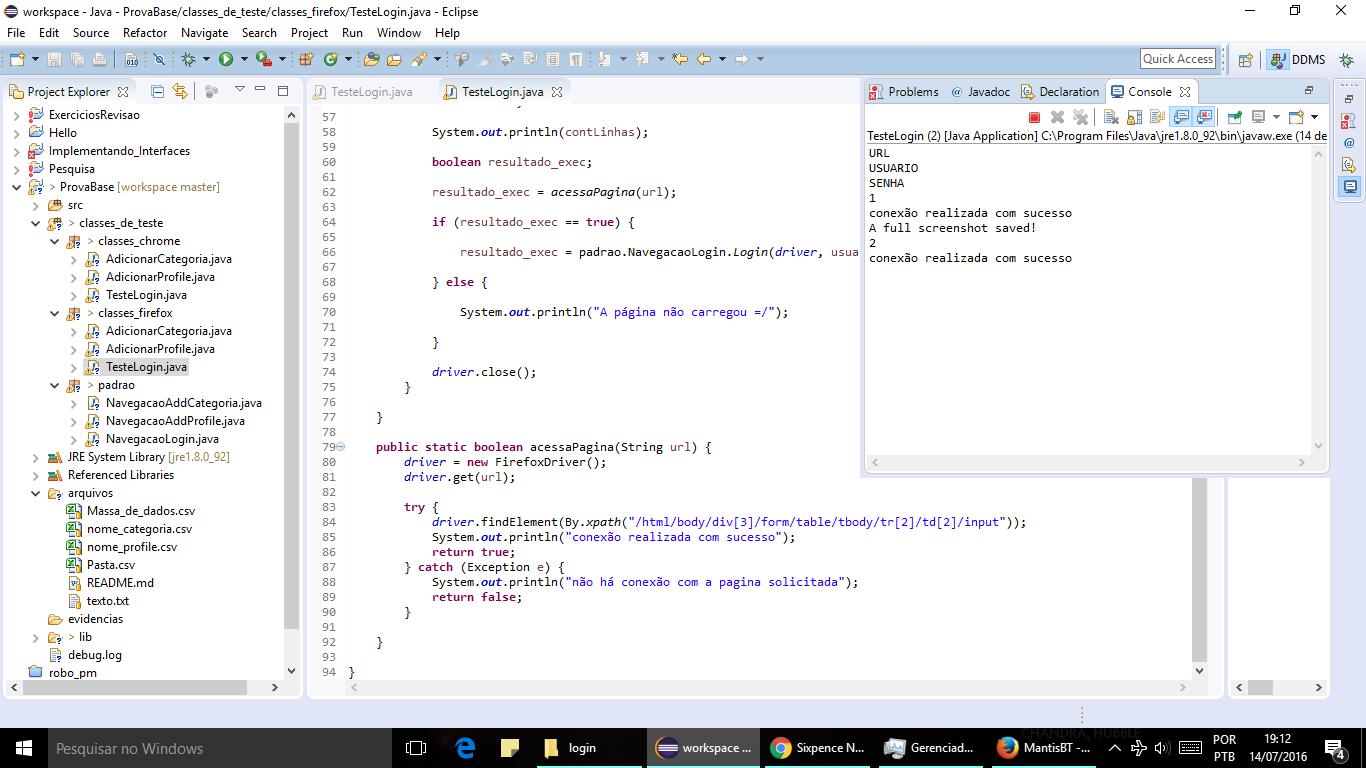 workspace - Java - ProvaBase/classes_de_teste/classes_firefox/TesteLogin.java - Eclipse
File Edit Source Refactor Navigate Search Project Run Window Help
Quick Access
DDMS
Project Explorer
ExerciciosRevisao
Hello
Implementando_Interfaces
Pesquisa
> ProvaBase [workspace master]
src
> classes_de_teste
> classes_chrome
AdicionarCategoria.java
AdicionarProfile.java
TesteLogin.java
> classes_firefox
AdicionarCategoria.java
AdicionarProfile.java
TesteLogin.java
> padrao
NavegacaoAddCategoria.java
NavegacaoAddProfile.java
NavegacaoLogin.java
JRE System Library [jre1.8.0_92]
Referenced Libraries
arquivos
Massa_de_dados.csv
nome_categoria.csv
nome_profile.csv
Pasta.csv
README.md
texto.txt
evidencias
> lib
debug.log
robo_pm
TesteLogin.java
TesteLogin.java
57
58 System.out.println(contLinhas);
59
60 boolean resultado_exec;
61
62 resultado_exec = acessaPagina(url);
63
64 if (resultado_exec == true) {
65
66 resultado_exec = padrao.NavegacaoLogin.Login(driver, usua
67
68 } else {
69
70 System.out.println("A página não carregou =/");
71
72 }
73
74 driver.close();
75 }
76
77 }
78
79 public static boolean acessaPagina(String url) {
80 driver = new FirefoxDriver();
81 driver.get(url);
82
83 try {
84 driver.findElement(By.xpath("/html/body/div[3]/form/table/tbody/tr[2]/td[2]/input"));
85 System.out.println("conexão realizada com sucesso");
86 return true;
87 } catch (Exception e) {
88 System.out.println("não há conexão com a pagina solicitada");
89 return false;
90 }
91
92 }
93
94 }
Problems @ Javadoc Declaration Console
TesteLogin (2) [Java Application] C:\Program Files\Java\jre1.8.0_92\bin\javaw.exe (14 de
URL
USUARIO
SENHA
1
conexão realizada com sucesso
A full screenshot saved!
2
conexão realizada com sucesso
Pesquisar no Windows
login
workspace ...
Sixpence N...
Gerenciad...
MantisBT -...
CHANDRA, HUBBLE
POR
PTB
19:12
14/07/2016
4